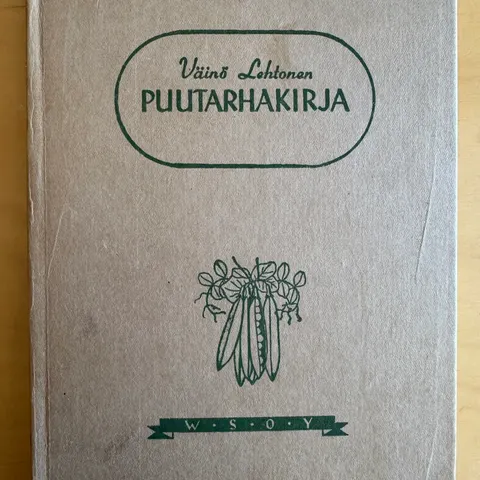 Väinö Lehtonen
PUUTARHAKIRJA
W·S·O·Y